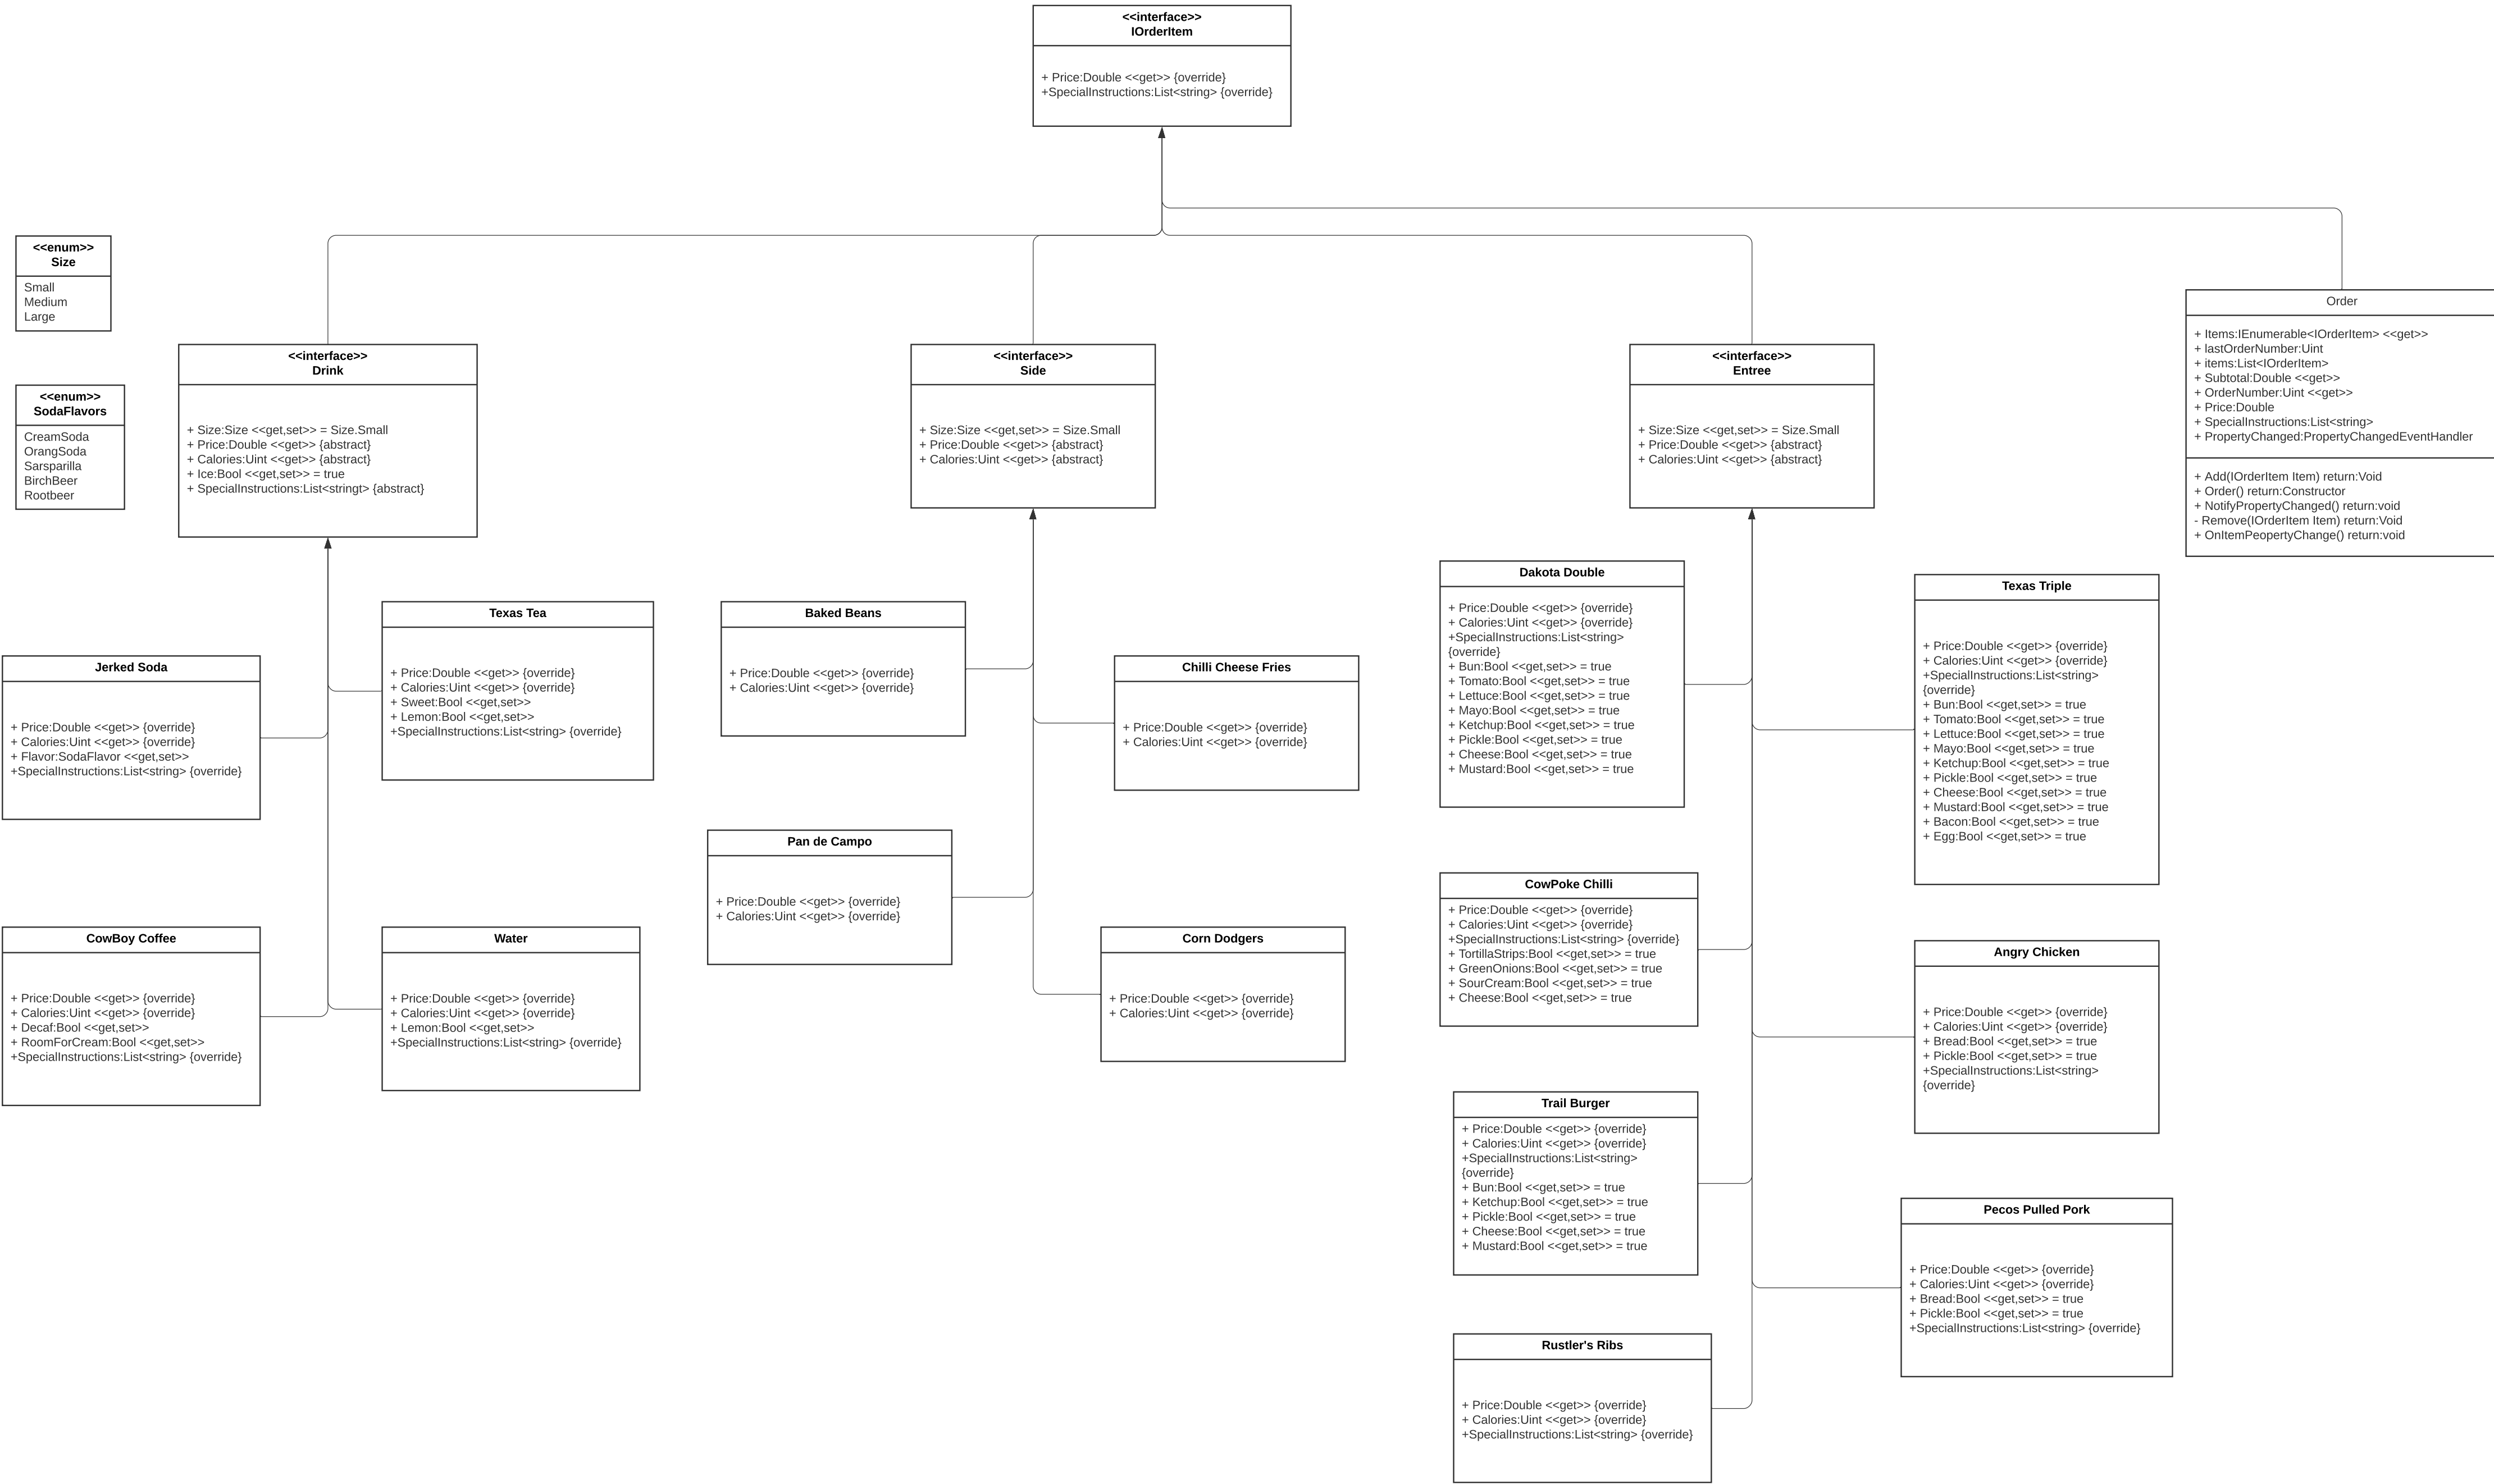 <<interface>>
IOrderItem
+ Price:Double <<get>> {override}
+SpecialInstructions:List<string> {override}
<<enum>>
Size
Small
Medium
Large
<<enum>>
SodaFlavors
CreamSoda
OrangSoda
Sarsparilla
BirchBeer
Rootbeer
<<interface>>
Drink
+ Size:Size <<get,set>> = Size.Small
+ Price:Double <<get>> {abstract}
+ Calories:Uint <<get>> {abstract}
+ Ice:Bool <<get,set>> = true
+ SpecialInstructions:List<stringt> {abstract}
<<interface>>
Side
+ Size:Size <<get,set>> = Size.Small
+ Price:Double <<get>> {abstract}
+ Calories:Uint <<get>> {abstract}
<<interface>>
Entree
+ Size:Size <<get,set>> = Size.Small
+ Price:Double <<get>> {abstract}
+ Calories:Uint <<get>> {abstract}
Order
+ Items:IEnumerable<IOrderItem> <<get>>
+ lastOrderNumber:Uint
+ items:List<IOrderItem>
+ Subtotal:Double <<get>>
+ OrderNumber:Uint <<get>>
+ Price:Double
+ SpecialInstructions:List<string>
+ PropertyChanged:PropertyChangedEventHandler
+ Add(IOrderItem Item) return:Void
+ Order() return:Constructor
+ NotifyPropertyChanged() return:void
- Remove(IOrderItem Item) return:Void
+ OnItemPeopertyChange() return:void
Jerked Soda
+ Price:Double <<get>> {override}
+ Calories:Uint <<get>> {override}
+ Flavor:SodaFlavor <<get,set>>
+SpecialInstructions:List<string> {override}
Texas Tea
+ Price:Double <<get>> {override}
+ Calories:Uint <<get>> {override}
+ Sweet:Bool <<get,set>>
+ Lemon:Bool <<get,set>>
+SpecialInstructions:List<string> {override}
CowBoy Coffee
+ Price:Double <<get>> {override}
+ Calories:Uint <<get>> {override}
+ Decaf:Bool <<get,set>>
+ RoomForCream:Bool <<get,set>>
+SpecialInstructions:List<string> {override}
Water
+ Price:Double <<get>> {override}
+ Calories:Uint <<get>> {override}
+ Lemon:Bool <<get,set>>
+SpecialInstructions:List<string> {override}
Baked Beans
+ Price:Double <<get>> {override}
+ Calories:Uint <<get>> {override}
Chilli Cheese Fries
+ Price:Double <<get>> {override}
+ Calories:Uint <<get>> {override}
Pan de Campo
+ Price:Double <<get>> {override}
+ Calories:Uint <<get>> {override}
Corn Dodgers
+ Price:Double <<get>> {override}
+ Calories:Uint <<get>> {override}
Dakota Double
+ Price:Double <<get>> {override}
+ Calories:Uint <<get>> {override}
+SpecialInstructions:List<string>
{override}
+ Bun:Bool <<get,set>> = true
+ Tomato:Bool <<get,set>> = true
+ Lettuce:Bool <<get,set>> = true
+ Mayo:Bool <<get,set>> = true
+ Ketchup:Bool <<get,set>> = true
+ Pickle:Bool <<get,set>> = true
+ Cheese:Bool <<get,set>> = true
+ Mustard:Bool <<get,set>> = true
Texas Triple
+ Price:Double <<get>> {override}
+ Calories:Uint <<get>> {override}
+SpecialInstructions:List<string>
{override}
+ Bun:Bool <<get,set>> = true
+ Tomato:Bool <<get,set>> = true
+ Lettuce:Bool <<get,set>> = true
+ Mayo:Bool <<get,set>> = true
+ Ketchup:Bool <<get,set>> = true
+ Pickle:Bool <<get,set>> = true
+ Cheese:Bool <<get,set>> = true
+ Mustard:Bool <<get,set>> = true
+ Bacon:Bool <<get,set>> = true
+ Egg:Bool <<get,set>> = true
CowPoke Chilli
+ Price:Double <<get>> {override}
+ Calories:Uint <<get>> {override}
+SpecialInstructions:List<string> {override}
+ TortillaStrips:Bool <<get,set>> = true
+ GreenOnions:Bool <<get,set>> = true
+ SourCream:Bool <<get,set>> = true
+ Cheese:Bool <<get,set>> = true
Angry Chicken
+ Price:Double <<get>> {override}
+ Calories:Uint <<get>> {override}
+ Bread:Bool <<get,set>> = true
+ Pickle:Bool <<get,set>> = true
+SpecialInstructions:List<string>
{override}
Trail Burger
+ Price:Double <<get>> {override}
+ Calories:Uint <<get>> {override}
+SpecialInstructions:List<string>
{override}
+ Bun:Bool <<get,set>> = true
+ Ketchup:Bool <<get,set>> = true
+ Pickle:Bool <<get,set>> = true
+ Cheese:Bool <<get,set>> = true
+ Mustard:Bool <<get,set>> = true
Pecos Pulled Pork
+ Price:Double <<get>> {override}
+ Calories:Uint <<get>> {override}
+ Bread:Bool <<get,set>> = true
+ Pickle:Bool <<get,set>> = true
+SpecialInstructions:List<string> {override}
Rustler's Ribs
+ Price:Double <<get>> {override}
+ Calories:Uint <<get>> {override}
+SpecialInstructions:List<string> {override}